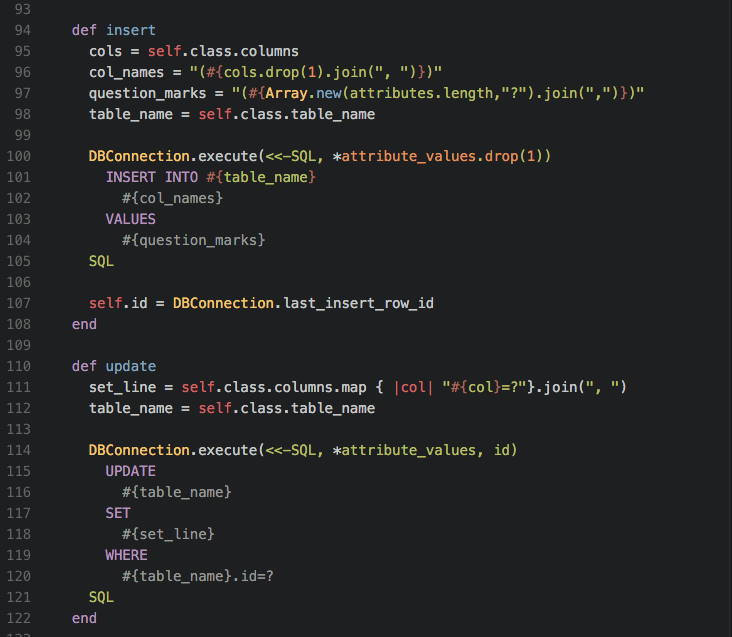 93
94 def insert
95 cols = self.class.columns
96 col_names = "(#{cols.drop(1).join(", ")})"
97 question_marks = "(#{Array.new(attributes.length,"?").join(",")})"
98 table_name = self.class.table_name
99
100 DBConnection.execute(<<-SQL, *attribute_values.drop(1))
101 INSERT INTO #{table_name}
102 #{col_names}
103 VALUES
104 #{question_marks}
105 SQL
106
107 self.id = DBConnection.last_insert_row_id
108 end
109
110 def update
111 set_line = self.class.columns.map { |col| "#{col}=?"}.join(", ")
112 table_name = self.class.table_name
113
114 DBConnection.execute(<<-SQL, *attribute_values, id)
115 UPDATE
116 #{table_name}
117 SET
118 #{set_line}
119 WHERE
120 #{table_name}.id=?
121 SQL
122 end